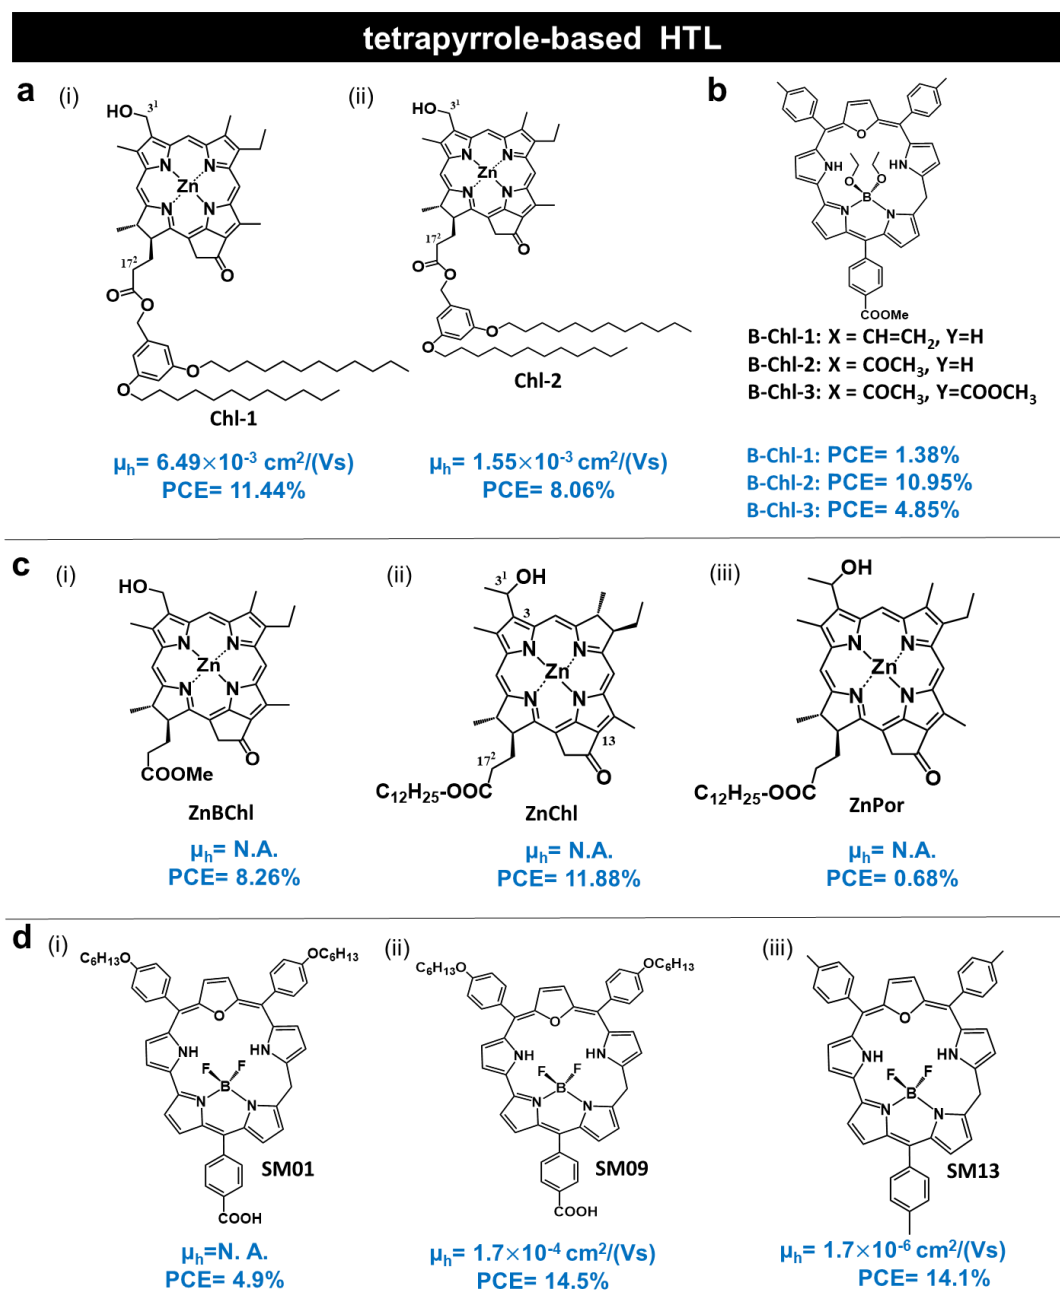 tetrapyrrole-based HTL
a (i) (ii) b
HO 3¹
N N
Zn
N N
17²
O
O
O
O
O
Chl-1
μh= 6.49×10⁻³ cm²/(Vs)
PCE= 11.44%
HO 3¹
N N
Zn
N N
17²
O
O
O
O
O
Chl-2
μh= 1.55×10⁻³ cm²/(Vs)
PCE= 8.06%
O
NH HN
O O
B
N N
COOMe
B-Chl-1: X = CH=CH₂, Y=H
B-Chl-2: X = COCH₃, Y=H
B-Chl-3: X = COCH₃, Y=COOCH₃
B-Chl-1: PCE= 1.38%
B-Chl-2: PCE= 10.95%
B-Chl-3: PCE= 4.85%
c (i) (ii) (iii)
HO
N N
Zn
N N
O
COOMe
ZnBChl
μh= N.A.
PCE= 8.26%
3¹ OH
3
N N
Zn
N N
13
17²
O
C₁₂H₂₅-OOC
ZnChl
μh= N.A.
PCE= 11.88%
OH
N N
Zn
N N
O
C₁₂H₂₅-OOC
ZnPor
μh= N.A.
PCE= 0.68%
d (i) (ii) (iii)
C₆H₁₃O OC₆H₁₃
O
NH HN
F F
B
N N
SM01
COOH
μh=N. A.
PCE= 4.9%
C₆H₁₃O OC₆H₁₃
O
NH HN
F F
B
N N
SM09
COOH
μh= 1.7×10⁻⁴ cm²/(Vs)
PCE= 14.5%
O
NH HN
F F
B
N N
SM13
μh= 1.7×10⁻⁶ cm²/(Vs)
PCE= 14.1%